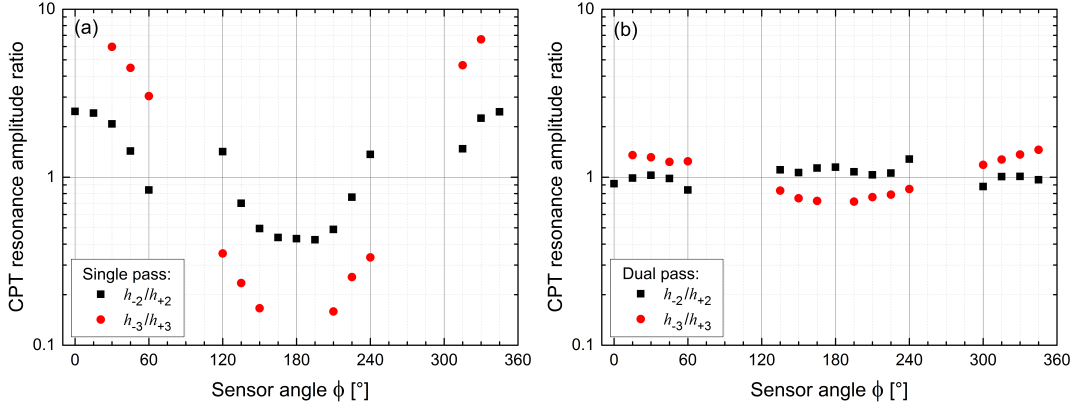 (a)
CPT resonance amplitude ratio
10
1
0.1
Single pass:
h-2/h+2
h-3/h+3
0 60 120 180 240 300 360
Sensor angle ϕ [°]
(b)
CPT resonance amplitude ratio
10
1
0.1
Dual pass:
h-2/h+2
h-3/h+3
0 60 120 180 240 300 360
Sensor angle ϕ [°]